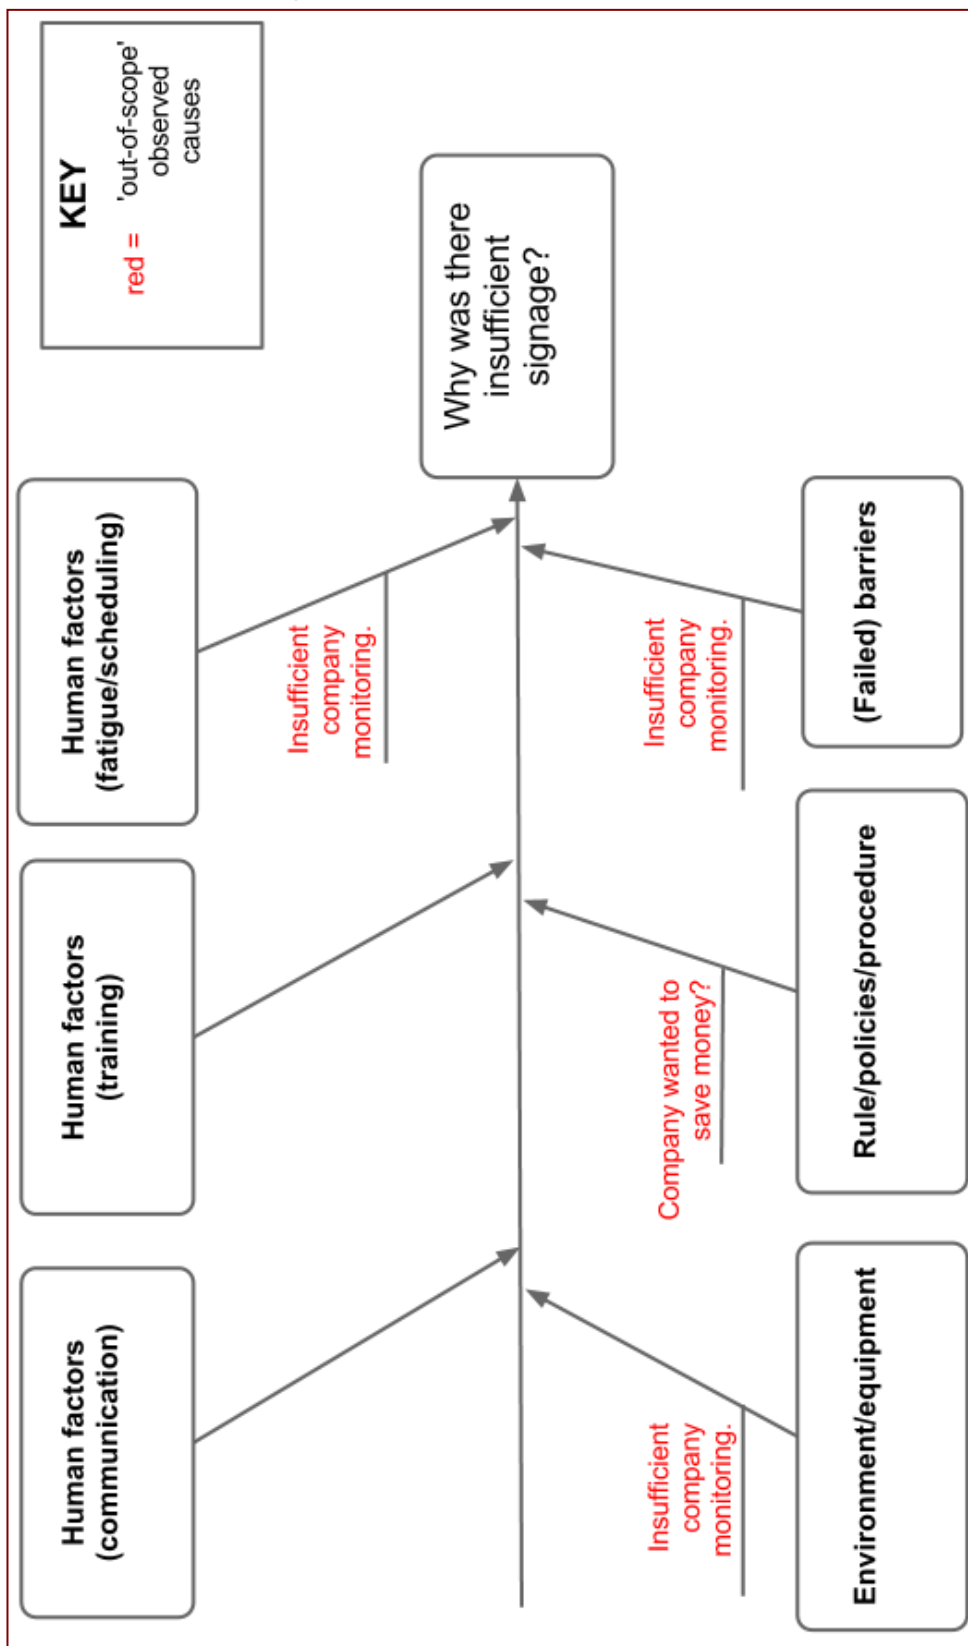 KEY
red = 'out-of-scope'
observed
causes
Human factors
(communication)
Human factors
(training)
Human factors
(fatigue/scheduling)
Insufficient
company
monitoring.
Why was there
insufficient
signage?
Insufficient
company
monitoring.
Company wanted to
save money?
Insufficient
company
monitoring.
Environment/equipment
Rule/policies/procedure
(Failed) barriers